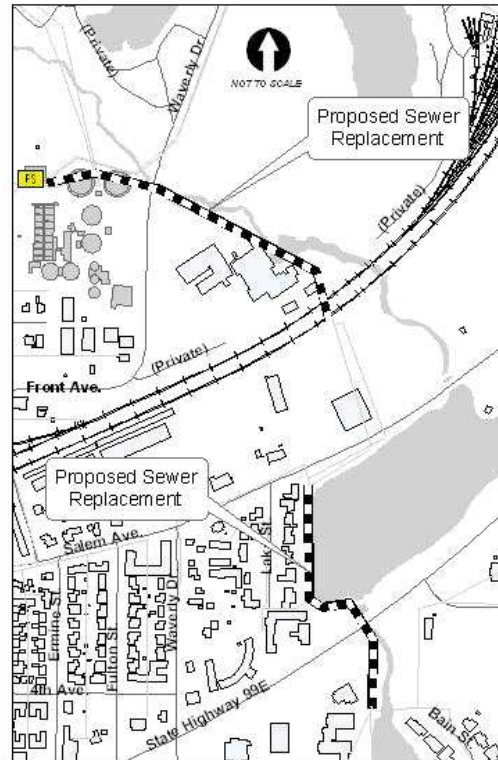 (Private)
Waverly Dr.
NOT TO SCALE
Proposed Sewer
Replacement
PS
(Private)
(Private)
Front Ave.
Proposed Sewer
Replacement
Salem Ave.
Lake St.
Ermine St.
Fulton St.
Waverly Dr.
4th Ave.
State Highway 99E
Bain St.